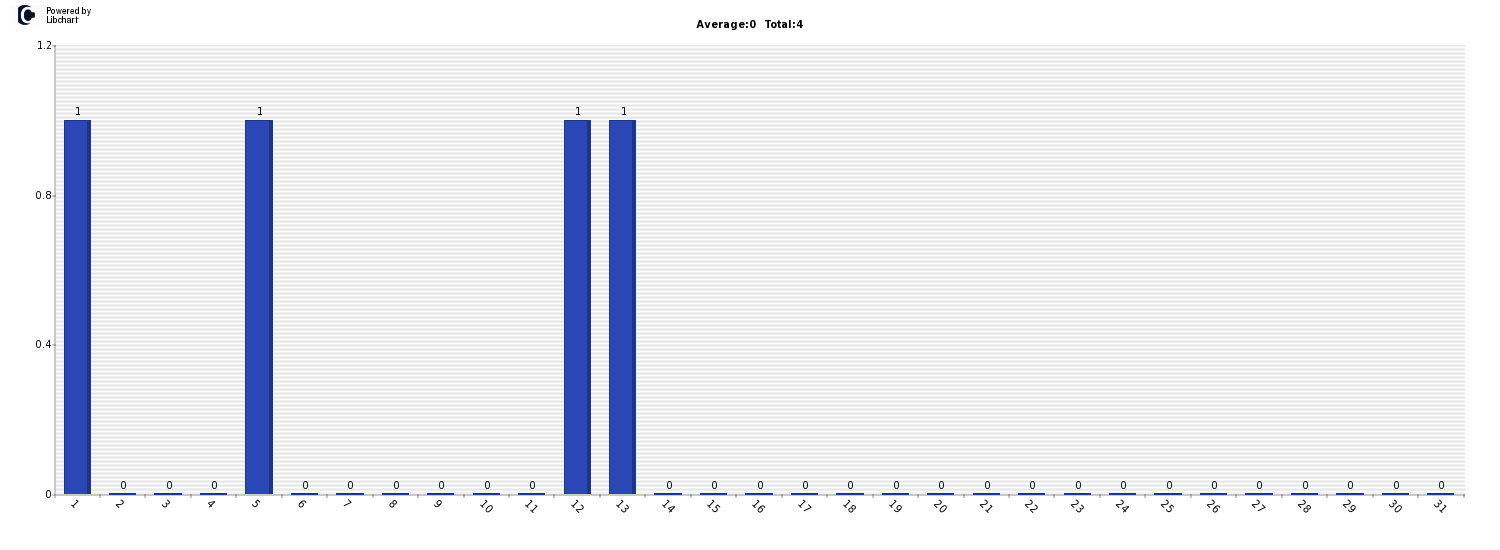 Powered by
Libchart
Average:0 Total:4
1.2
0.8
0.4
0
1 0 0 0 1 0 0 0 0 0 0 1 1 0 0 0 0 0 0 0 0 0 0 0 0 0 0 0 0 0 0
1 2 3 4 5 6 7 8 9 10 11 12 13 14 15 16 17 18 19 20 21 22 23 24 25 26 27 28 29 30 31